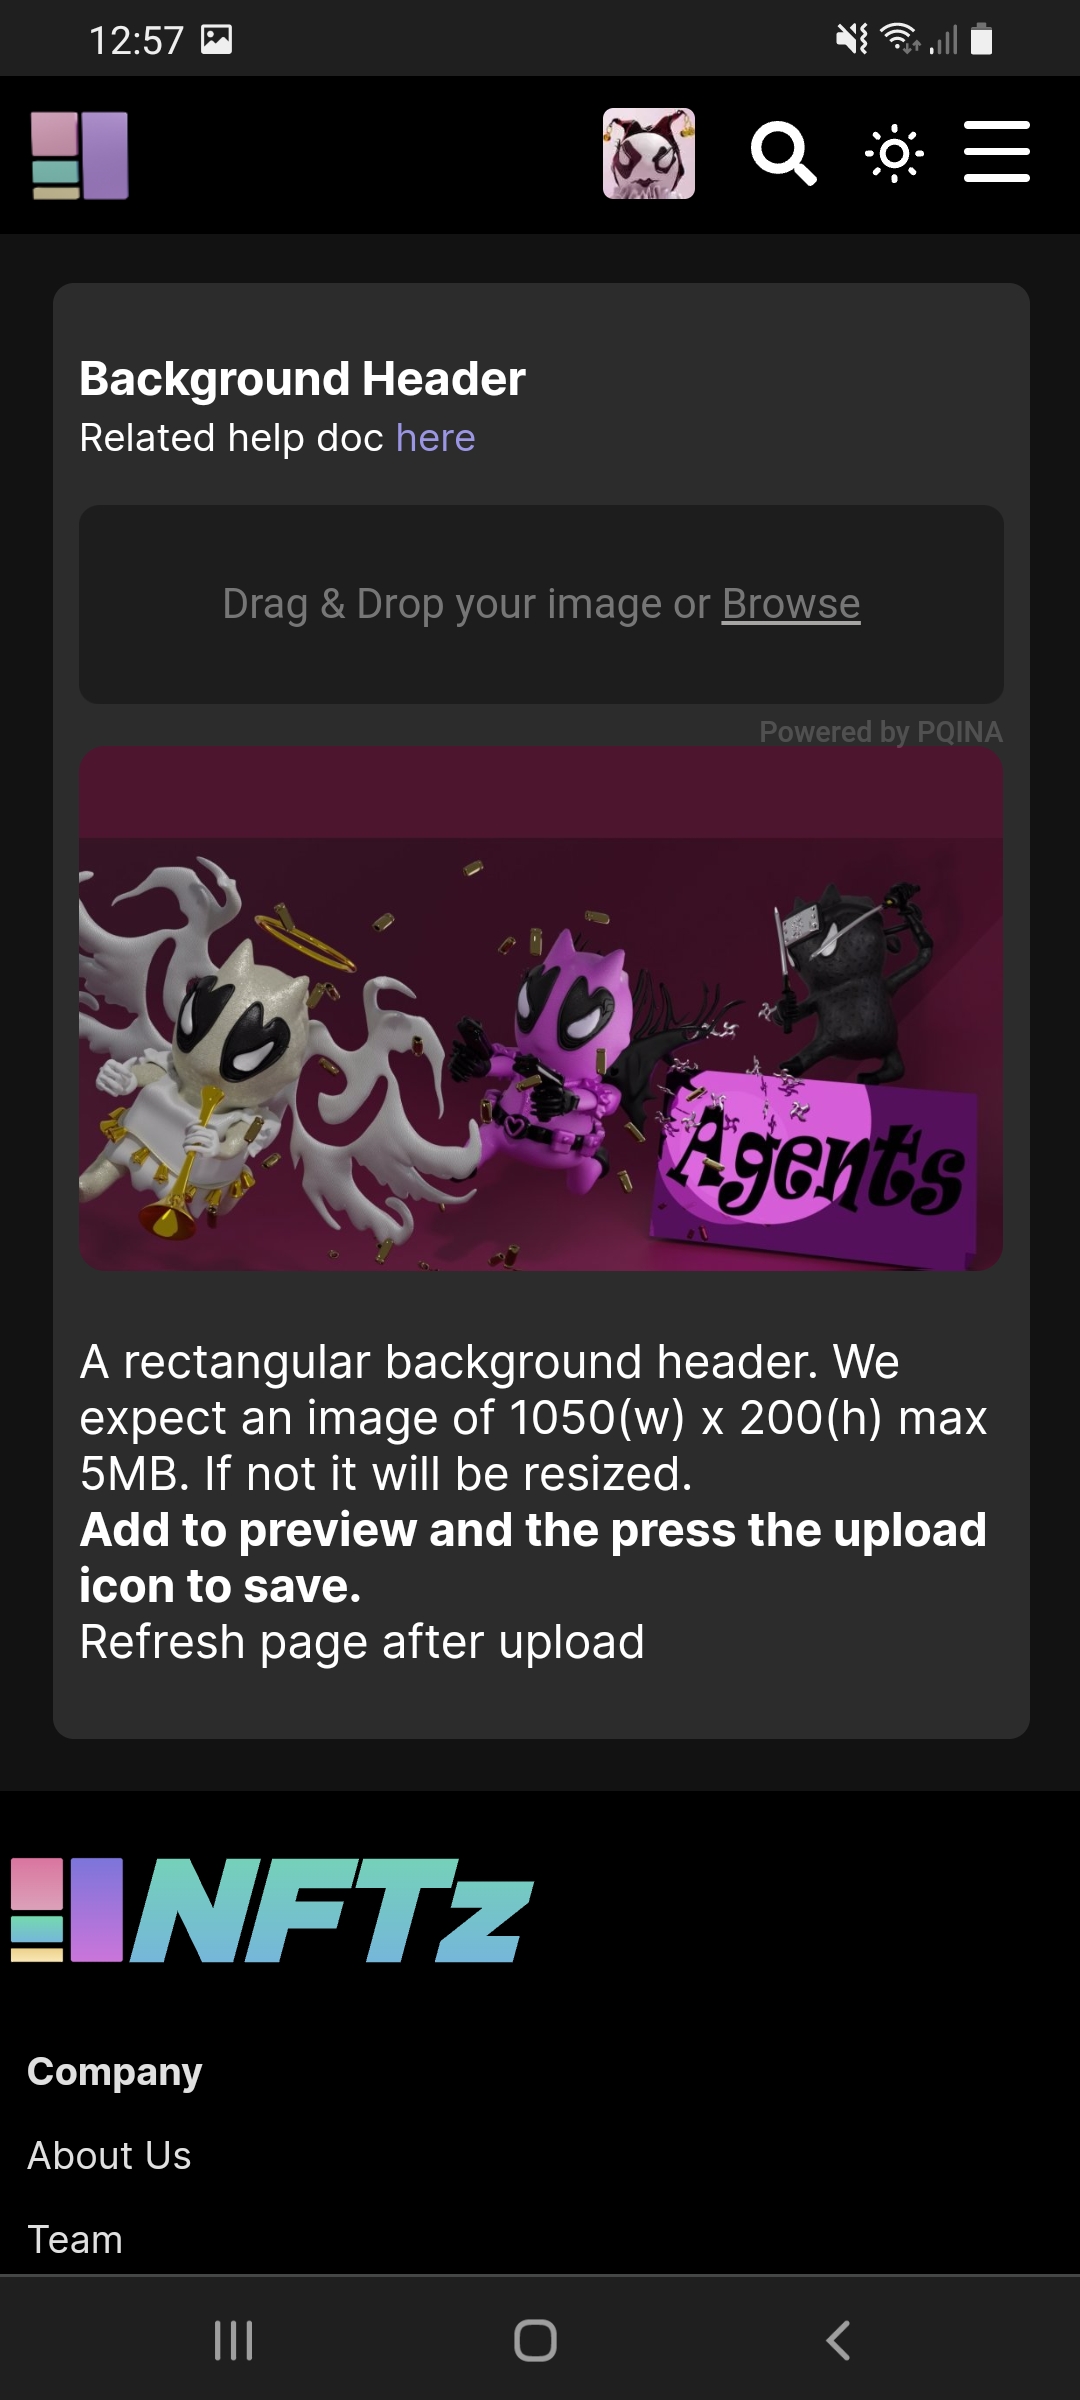 12:57
Background Header
Related help doc here
Drag & Drop your image or Browse
Powered by PQINA
Agents
A rectangular background header. We
expect an image of 1050(w) x 200(h) max
5MB. If not it will be resized.
Add to preview and the press the upload
icon to save.
Refresh page after upload
NFTz
Company
About Us
Team